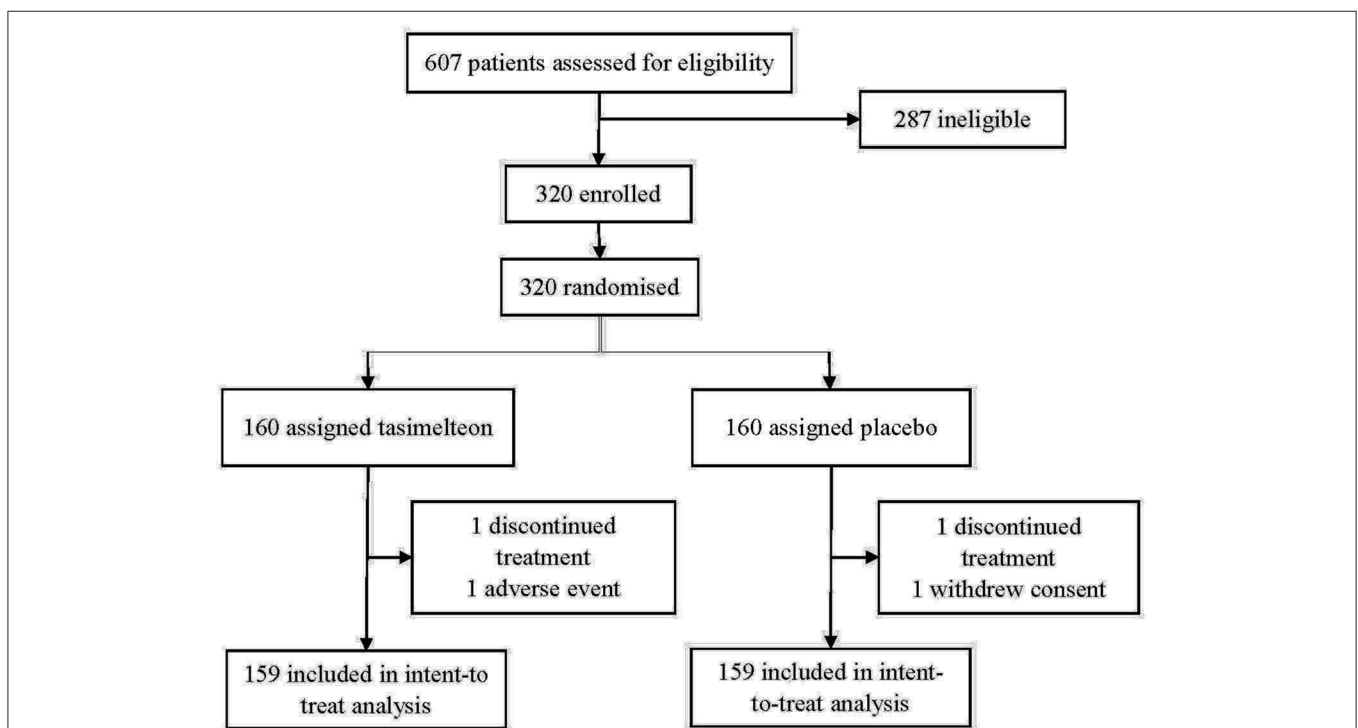 607 patients assessed for eligibility
287 ineligible
320 enrolled
320 randomised
160 assigned tasimelteon
160 assigned placebo
1 discontinued
treatment
1 adverse event
1 discontinued
treatment
1 withdrew consent
159 included in intent-to
treat analysis
159 included in intent-
to-treat analysis